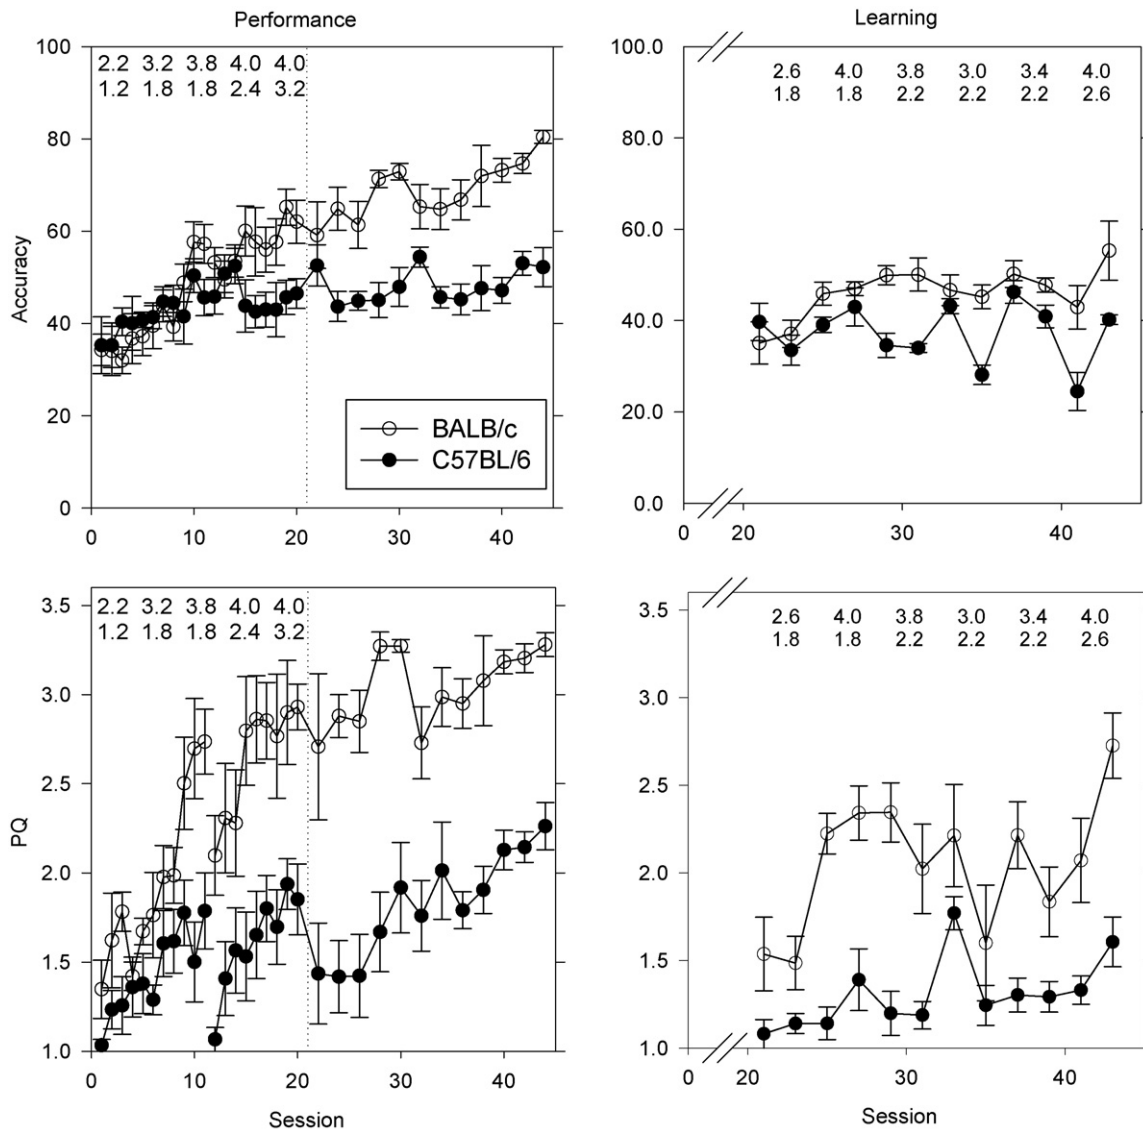 Performance
100
2.2 3.2 3.8 4.0 4.0
1.2 1.8 1.8 2.4 3.2
80
60
40
20
0
Accuracy
BALB/c
C57BL/6
0 10 20 30 40
Learning
100.0
2.6 4.0 3.8 3.0 3.4 4.0
1.8 1.8 2.2 2.2 2.2 2.6
80.0
60.0
40.0
20.0
0.0
0 20 30 40
2.2 3.2 3.8 4.0 4.0
1.2 1.8 1.8 2.4 3.2
3.5
3.0
2.5
2.0
1.5
1.0
PQ
0 10 20 30 40
Session
3.5
2.6 4.0 3.8 3.0 3.4 4.0
1.8 1.8 2.2 2.2 2.2 2.6
3.0
2.5
2.0
1.5
1.0
0 20 30 40
Session